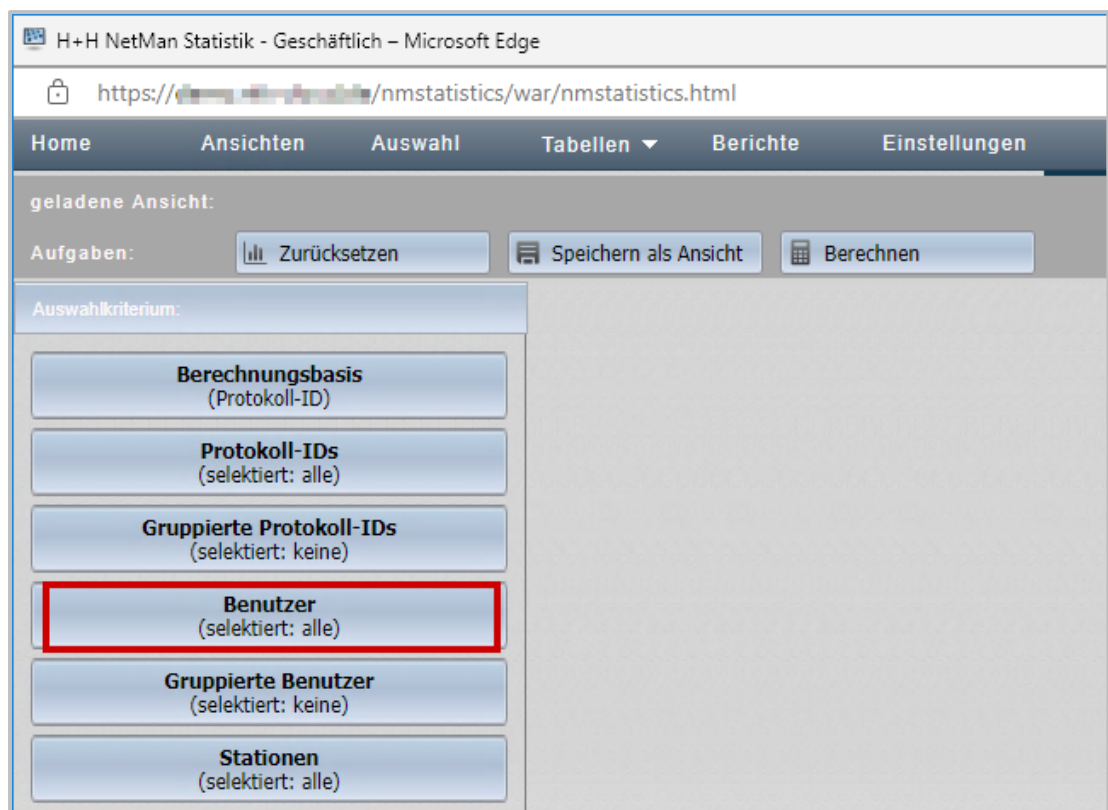 H+H NetMan Statistik - Geschäftlich – Microsoft Edge
https:// /nmstatistics/war/nmstatistics.html
Home Ansichten Auswahl Tabellen Berichte Einstellungen
geladene Ansicht:
Aufgaben: Zurücksetzen Speichern als Ansicht Berechnen
Auswahlkriterium:
Berechnungsbasis
(Protokoll-ID)
Protokoll-IDs
(selektiert: alle)
Gruppierte Protokoll-IDs
(selektiert: keine)
Benutzer
(selektiert: alle)
Gruppierte Benutzer
(selektiert: keine)
Stationen
(selektiert: alle)